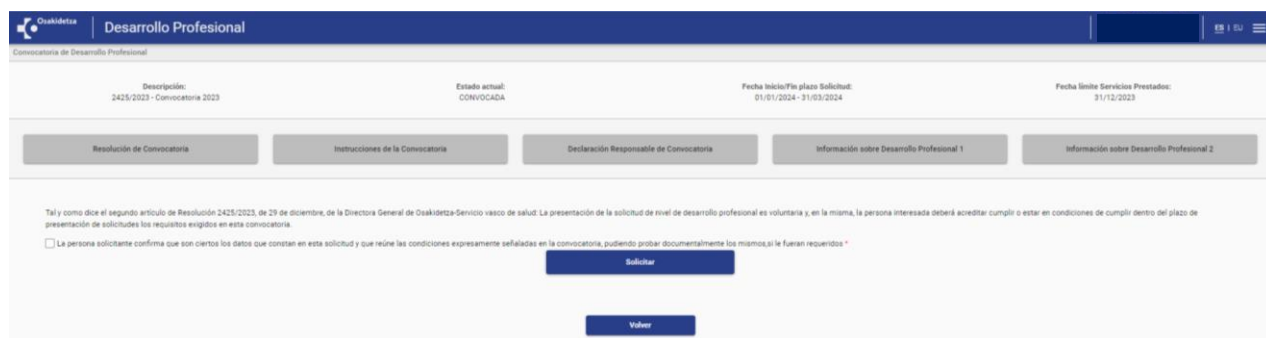 Osakidetza
Desarrollo Profesional
ES | EU
Convocatoria de Desarrollo Profesional
Descripción:
2425/2023 - Convocatoria 2023
Estado actual:
CONVOCADA
Fecha Inicio/Fin plazo Solicitud:
01/01/2024 - 31/03/2024
Fecha límite Servicios Prestados:
31/12/2023
Resolución de Convocatoria
Instrucciones de la Convocatoria
Declaración Responsable de Convocatoria
Información sobre Desarrollo Profesional 1
Información sobre Desarrollo Profesional 2
Tal y como dice el segundo artículo de Resolución 2425/2023, de 29 de diciembre, de la Directora General de Osakidetza-Servicio vasco de salud: La presentación de la solicitud de nivel de desarrollo profesional es voluntaria y, en la misma, la persona interesada deberá acreditar cumplir o estar en condiciones de cumplir dentro del plazo de
presentación de solicitudes los requisitos exigidos en esta convocatoria.
La persona solicitante confirma que son ciertos los datos que constan en esta solicitud y que reúne las condiciones expresamente señaladas en la convocatoria, pudiendo probar documentalmente los mismos,si le fueran requeridos *
Solicitar
Volver